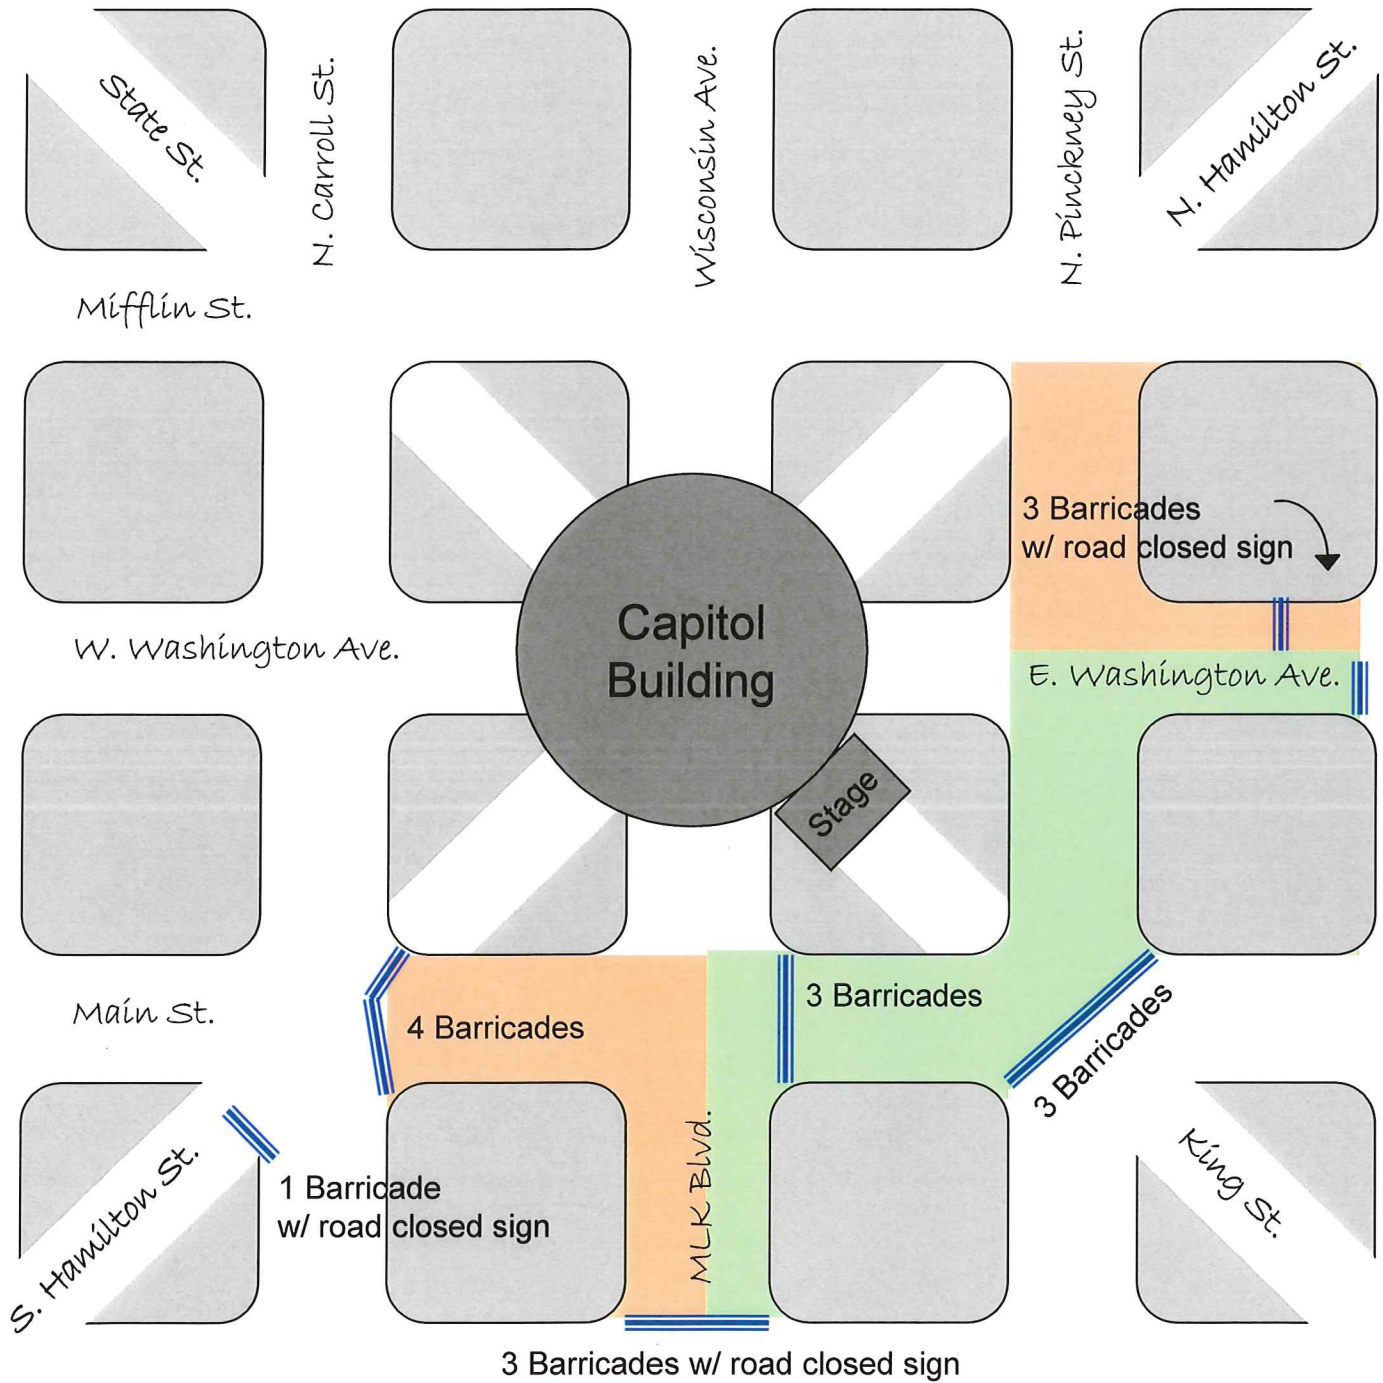 State St.
N. Carroll St.
Wisconsin Ave.
N. Pinckney St.
N. Hamilton St.
Mifflin St.
3 Barricades
w/ road closed sign
Capitol
Building
W. Washington Ave.
E. Washington Ave.
Stage
Main St.
4 Barricades
3 Barricades
3 Barricades
S. Hamilton St.
1 Barricade
w/ road closed sign
MLK Blvd.
King St.
3 Barricades w/ road closed sign